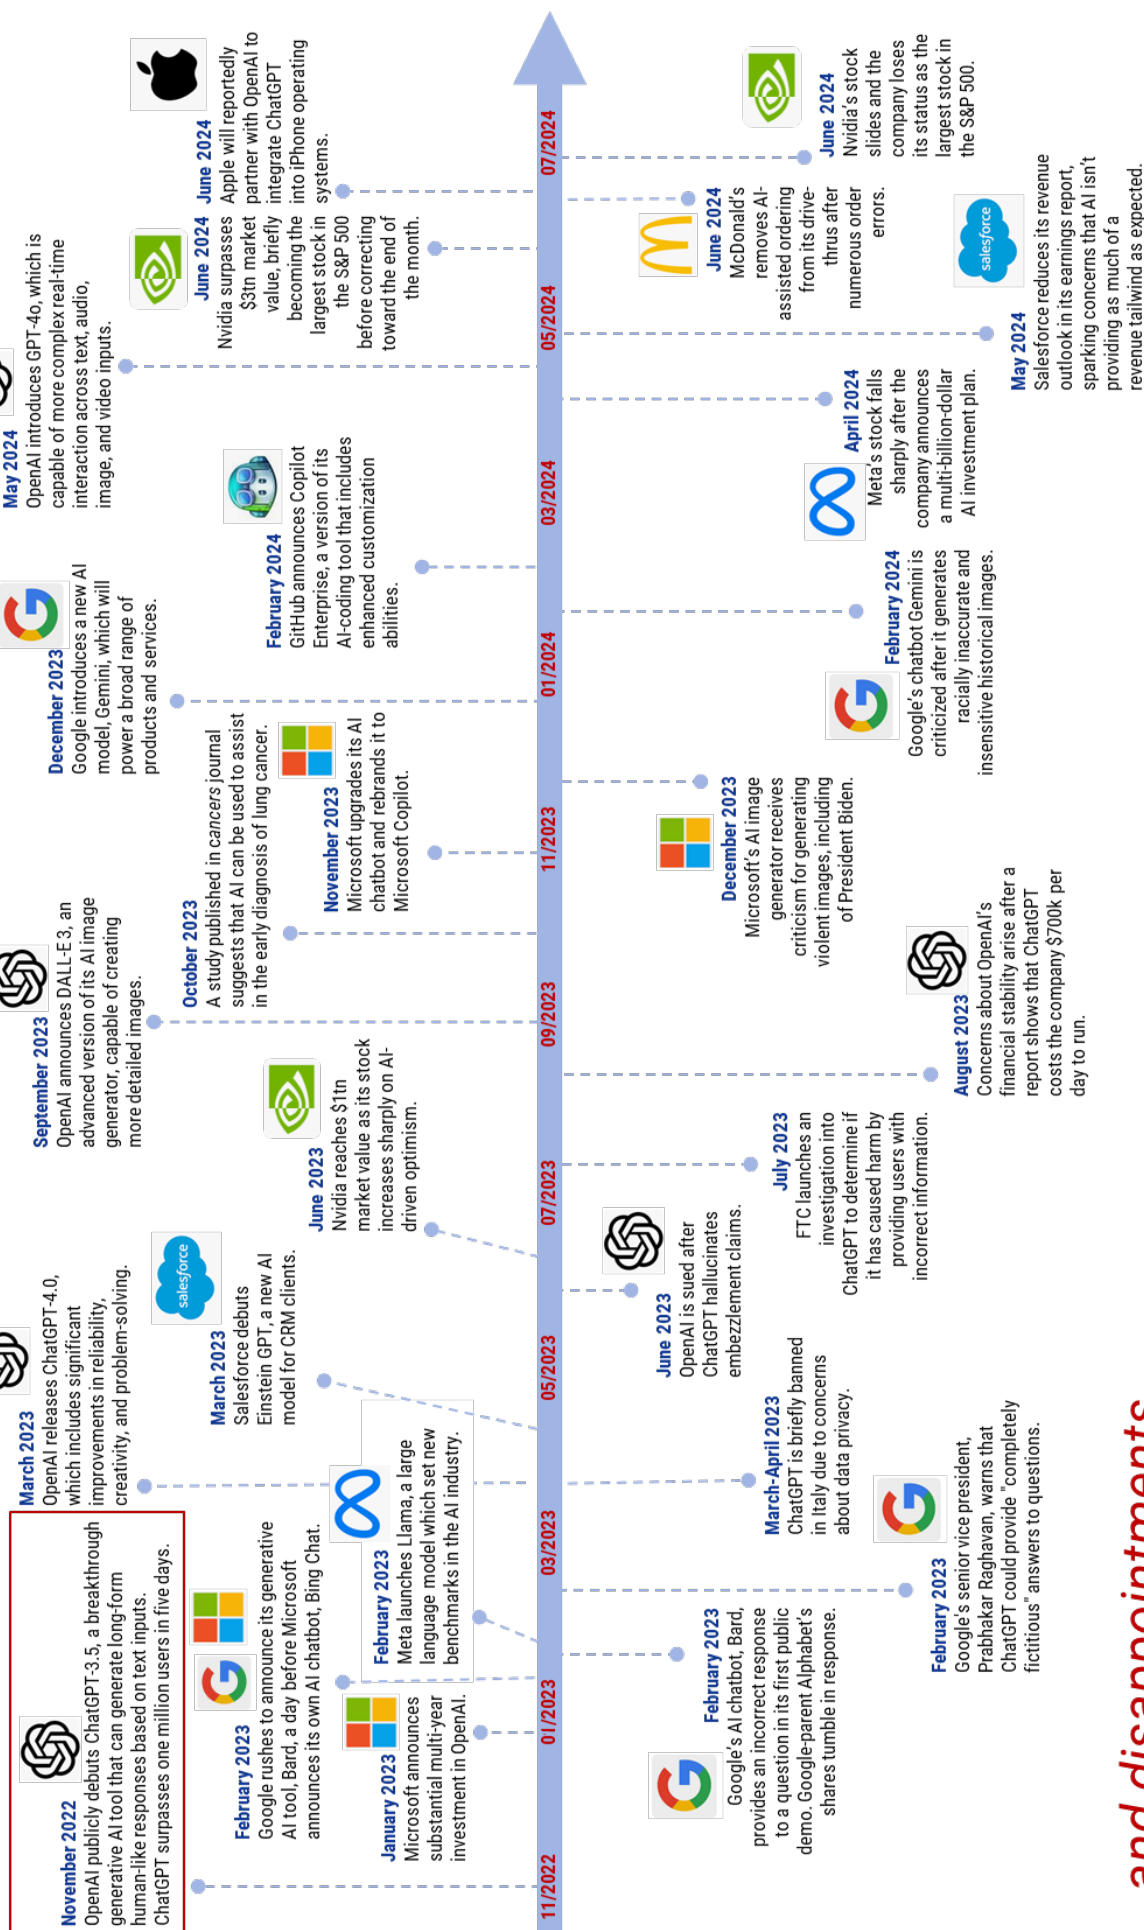 November 2022
OpenAI publicly debuts ChatGPT-3.5, a breakthrough
generative AI tool that can generate long-form
human-like responses based on text inputs.
ChatGPT surpasses one million users in five days.
February 2023
Google rushes to announce its generative
AI tool, Bard, a day before Microsoft
announces its own AI chatbot, Bing Chat.
January 2023
Microsoft announces
substantial multi-year
investment in OpenAI.
February 2023
Meta launches Llama, a large
language model which set new
benchmarks in the AI industry.
March 2023
OpenAI releases ChatGPT-4.0,
which includes significant
improvements in reliability,
creativity, and problem-solving.
salesforce
March 2023
Salesforce debuts
Einstein GPT, a new AI
model for CRM clients.
June 2023
Nvidia reaches $1tn
market value as its stock
increases sharply on AI-
driven optimism.
September 2023
OpenAI announces DALL-E 3, an
advanced version of its AI image
generator, capable of creating
more detailed images.
October 2023
A study published in cancers journal
suggests that AI can be used to assist
in the early diagnosis of lung cancer.
November 2023
Microsoft upgrades its AI
chatbot and rebrands it to
Microsoft Copilot.
December 2023
Google introduces a new AI
model, Gemini, which will
power a broad range of
products and services.
February 2024
GitHub announces Copilot
Enterprise, a version of its
AI-coding tool that includes
enhanced customization
abilities.
May 2024
OpenAI introduces GPT-4o, which is
capable of more complex real-time
interaction across text, audio,
image, and video inputs.
June 2024
Nvidia surpasses
$3tn market
value, briefly
becoming the
largest stock in
the S&P 500
before correcting
toward the end of
the month.
June 2024
Apple will reportedly
partner with OpenAI to
integrate ChatGPT
into iPhone operating
systems.
11/2022
01/2023
03/2023
05/2023
07/2023
09/2023
11/2023
01/2024
03/2024
05/2024
07/2024
February 2023
Google's AI chatbot, Bard,
provides an incorrect response
to a question in its first public
demo. Google-parent Alphabet's
shares tumble in response.
February 2023
Google's senior vice president,
Prabhakar Raghavan, warns that
ChatGPT could provide "completely
fictitious" answers to questions.
March-April 2023
ChatGPT is briefly banned
in Italy due to concerns
about data privacy.
June 2023
OpenAI is sued after
ChatGPT hallucinates
embezzlement claims.
July 2023
FTC launches an
investigation into
ChatGPT to determine if
it has caused harm by
providing users with
incorrect information.
August 2023
Concerns about OpenAI's
financial stability arise after a
report shows that ChatGPT
costs the company $700k per
day to run.
December 2023
Microsoft's AI image
generator receives
criticism for generating
violent images, including
of President Biden.
February 2024
Google's chatbot Gemini is
criticized after it generates
racially inaccurate and
insensitive historical images.
April 2024
Meta's stock falls
sharply after the
company announces
a multi-billion-dollar
AI investment plan.
salesforce
May 2024
Salesforce reduces its revenue
outlook in its earnings report,
sparking concerns that AI isn't
providing as much of a
revenue tailwind as expected.
June 2024
McDonald's
removes AI-
assisted ordering
from its drive-
thrus after
numerous order
errors.
June 2024
Nvidia's stock
slides and the
company loses
its status as the
largest stock in
the S&P 500.
and disappointments